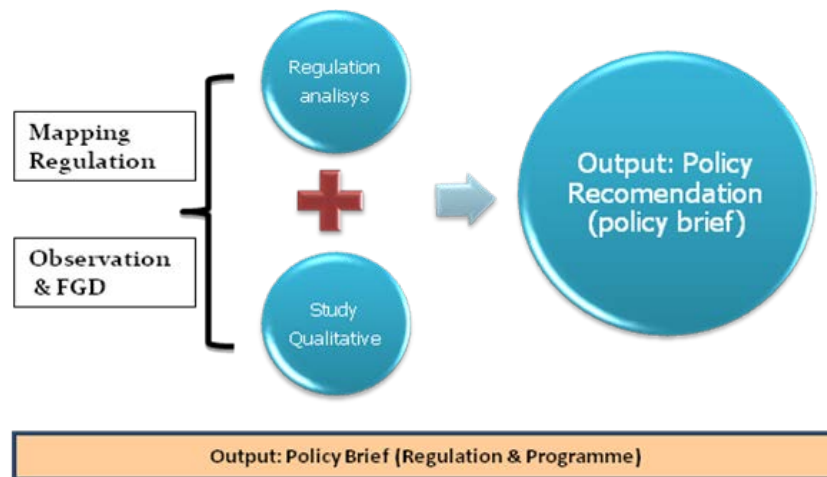 Mapping
Regulation
Observation
& FGD
Regulation
analisys
Study
Qualitative
Output: Policy
Recomendation
(policy brief)
Output: Policy Brief (Regulation & Programme)